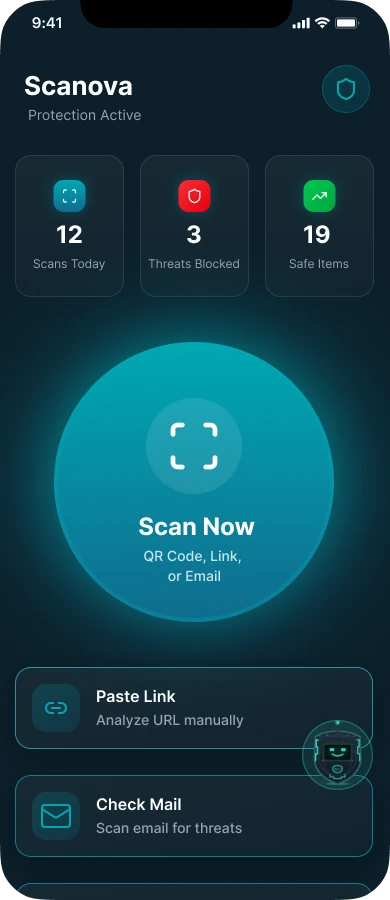 9:41
Scanova
Protection Active
12
Scans Today
3
Threats Blocked
19
Safe Items
Scan Now
QR Code, Link,
or Email
Paste Link
Analyze URL manually
Check Mail
Scan email for threats